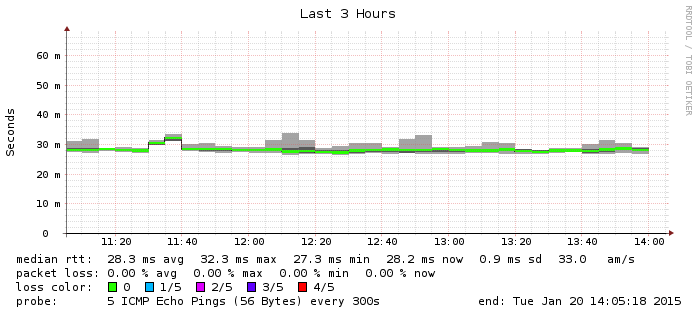 Last 3 Hours
RRDTOOL / TOBI OETIKER
Seconds
60 m
50 m
40 m
30 m
20 m
10 m
0
11:20 11:40 12:00 12:20 12:40 13:00 13:20 13:40 14:00
median rtt: 28.3 ms avg 32.3 ms max 27.3 ms min 28.2 ms now 0.9 ms sd 33.0 am/s
packet loss: 0.00 % avg 0.00 % max 0.00 % min 0.00 % now
loss color: 0 1/5 2/5 3/5 4/5
probe: 5 ICMP Echo Pings (56 Bytes) every 300s end: Tue Jan 20 14:05:18 2015